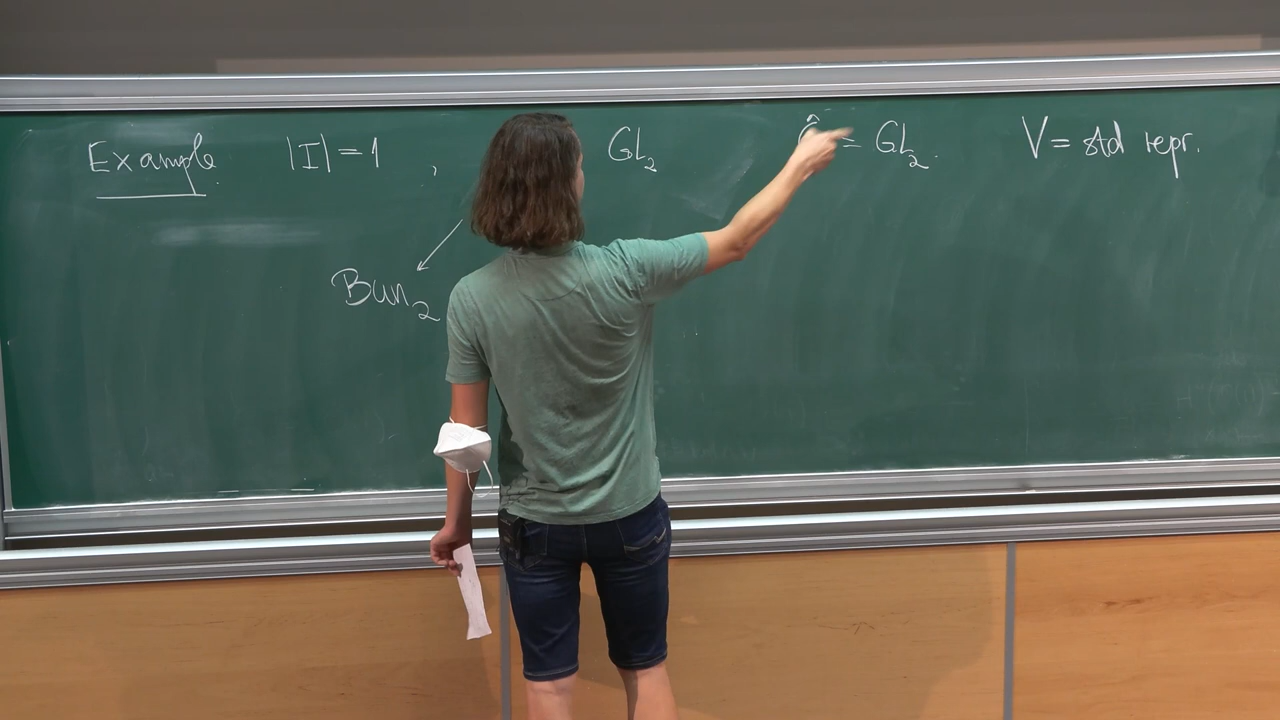 Example |I| = 1 , GL₂ Ĝ = GL₂. V = std repr.
Bun₂